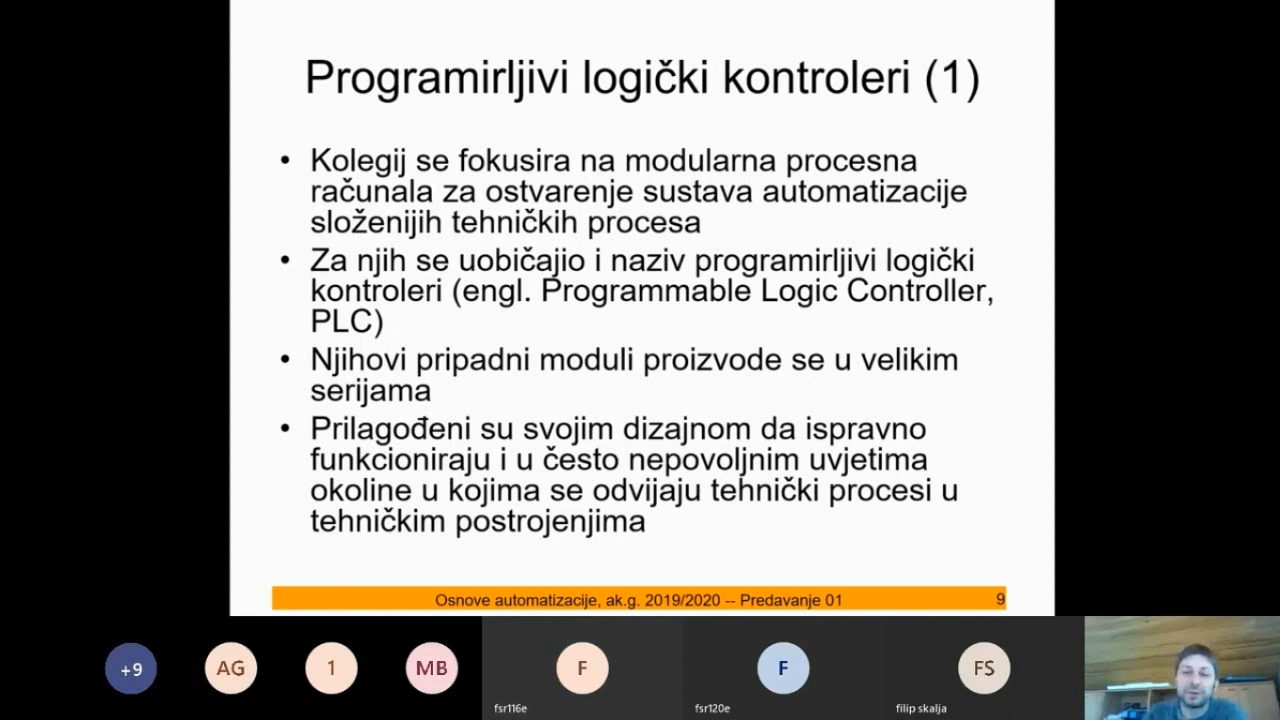 Programirljivi logički kontroleri (1)
• Kolegij se fokusira na modularna procesna
računala za ostvarenje sustava automatizacije
složenijih tehničkih procesa
• Za njih se uobičajio i naziv programirljivi logički
kontroleri (engl. Programmable Logic Controller,
PLC)
• Njihovi pripadni moduli proizvode se u velikim
serijama
• Prilagođeni su svojim dizajnom da ispravno
funkcioniraju i u često nepovoljnim uvjetima
okoline u kojima se odvijaju tehnički procesi u
tehničkim postrojenjima
Osnove automatizacije, ak.g. 2019/2020 -- Predavanje 01 9
+9 AG 1 MB F F FS
fsr116e fsr120e filip skalja